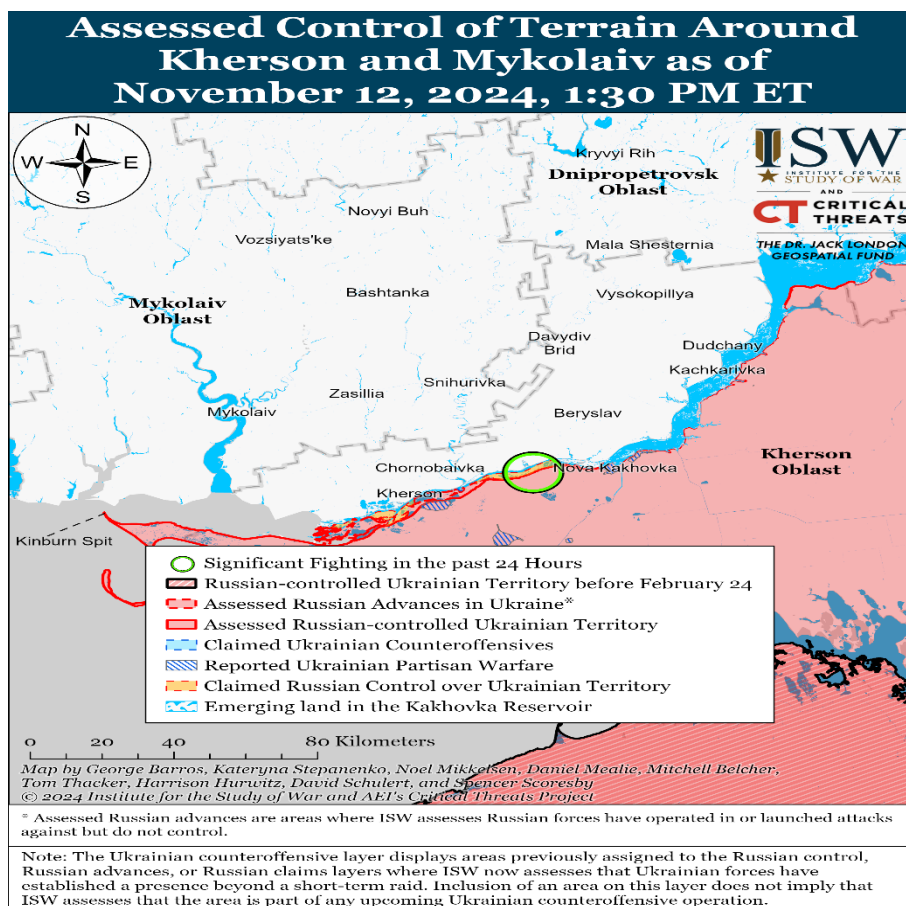 Assessed Control of Terrain Around
Kherson and Mykolaiv as of
November 12, 2024, 1:30 PM ET
N
W E
S
ISW
INSTITUTE FOR THE
STUDY OF WAR
AND
CT CRITICAL
THREATS
THE DR. JACK LONDON
GEOSPATIAL FUND
Kryvyi Rih
Dnipropetrovsk
Oblast
Novyi Buh
Vozsiyats'ke
Mala Shesternia
Bashtanka
Vysokopillya
Mykolaiv
Oblast
Davydiv
Brid
Dudchany
Kachkarivka
Snihurivka
Zasillia
Mykolaiv
Beryslav
Chornobaivka
Nova Kakhovka
Kherson
Oblast
Kherson
Kinburn Spit
Significant Fighting in the past 24 Hours
Russian-controlled Ukrainian Territory before February 24
Assessed Russian Advances in Ukraine*
Assessed Russian-controlled Ukrainian Territory
Claimed Ukrainian Counteroffensives
Reported Ukrainian Partisan Warfare
Claimed Russian Control over Ukrainian Territory
Emerging land in the Kakhovka Reservoir
0 20 40 80 Kilometers
Map by George Barros, Kateryna Stepanenko, Noel Mikkelsen, Daniel Mealie, Mitchell Belcher,
Tom Thacker, Harrison Hurwitz, David Schulert, and Spencer Scoresby
© 2024 Institute for the Study of War and AEI's Critical Threats Project
* Assessed Russian advances are areas where ISW assesses Russian forces have operated in or launched attacks
against but do not control.
Note: The Ukrainian counteroffensive layer displays areas previously assigned to the Russian control,
Russian advances, or Russian claims layers where ISW now assesses that Ukrainian forces have
established a presence beyond a short-term raid. Inclusion of an area on this layer does not imply that
ISW assesses that the area is part of any upcoming Ukrainian counteroffensive operation.